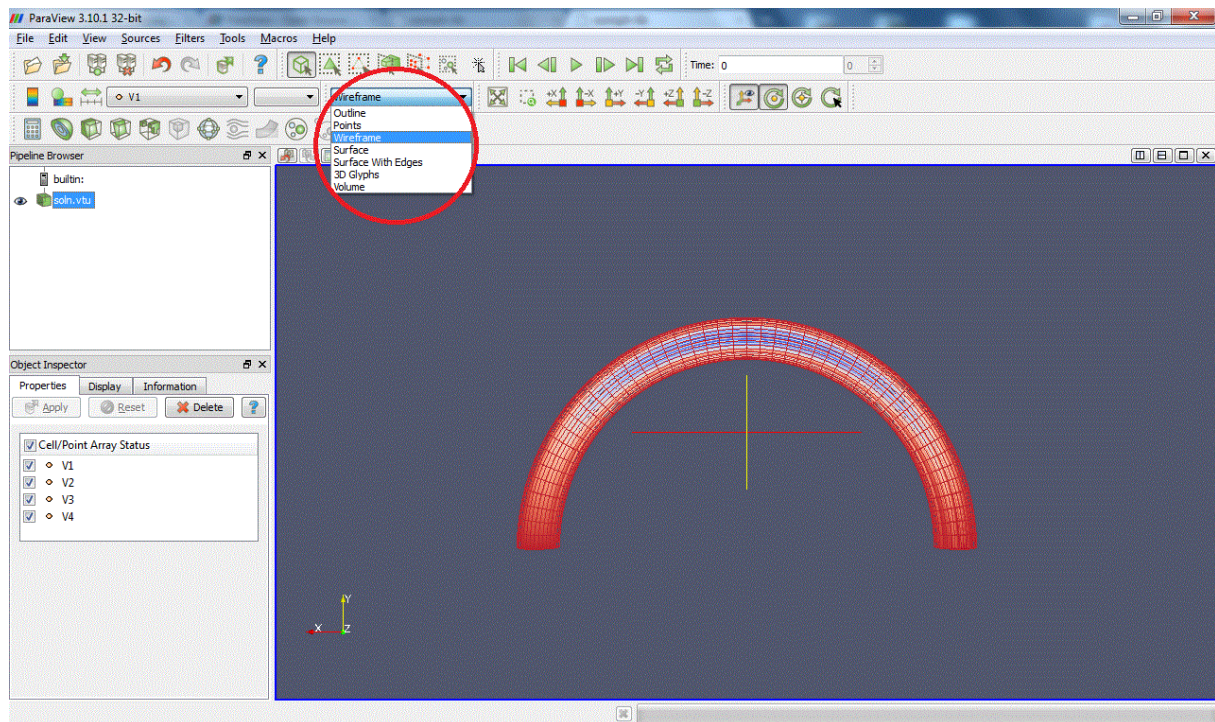 ParaView 3.10.1 32-bit
File Edit View Sources Filters Tools Macros Help
Time: 0 0
V1 Wireframe +X -X +Y -Y +Z -Z
Outline
Points
Wireframe
Surface
Surface With Edges
3D Glyphs
Volume
Pipeline Browser
builtin:
soln.vtu
Object Inspector
Properties Display Information
Apply Reset Delete ?
Cell/Point Array Status
V1
V2
V3
V4
Y
X Z